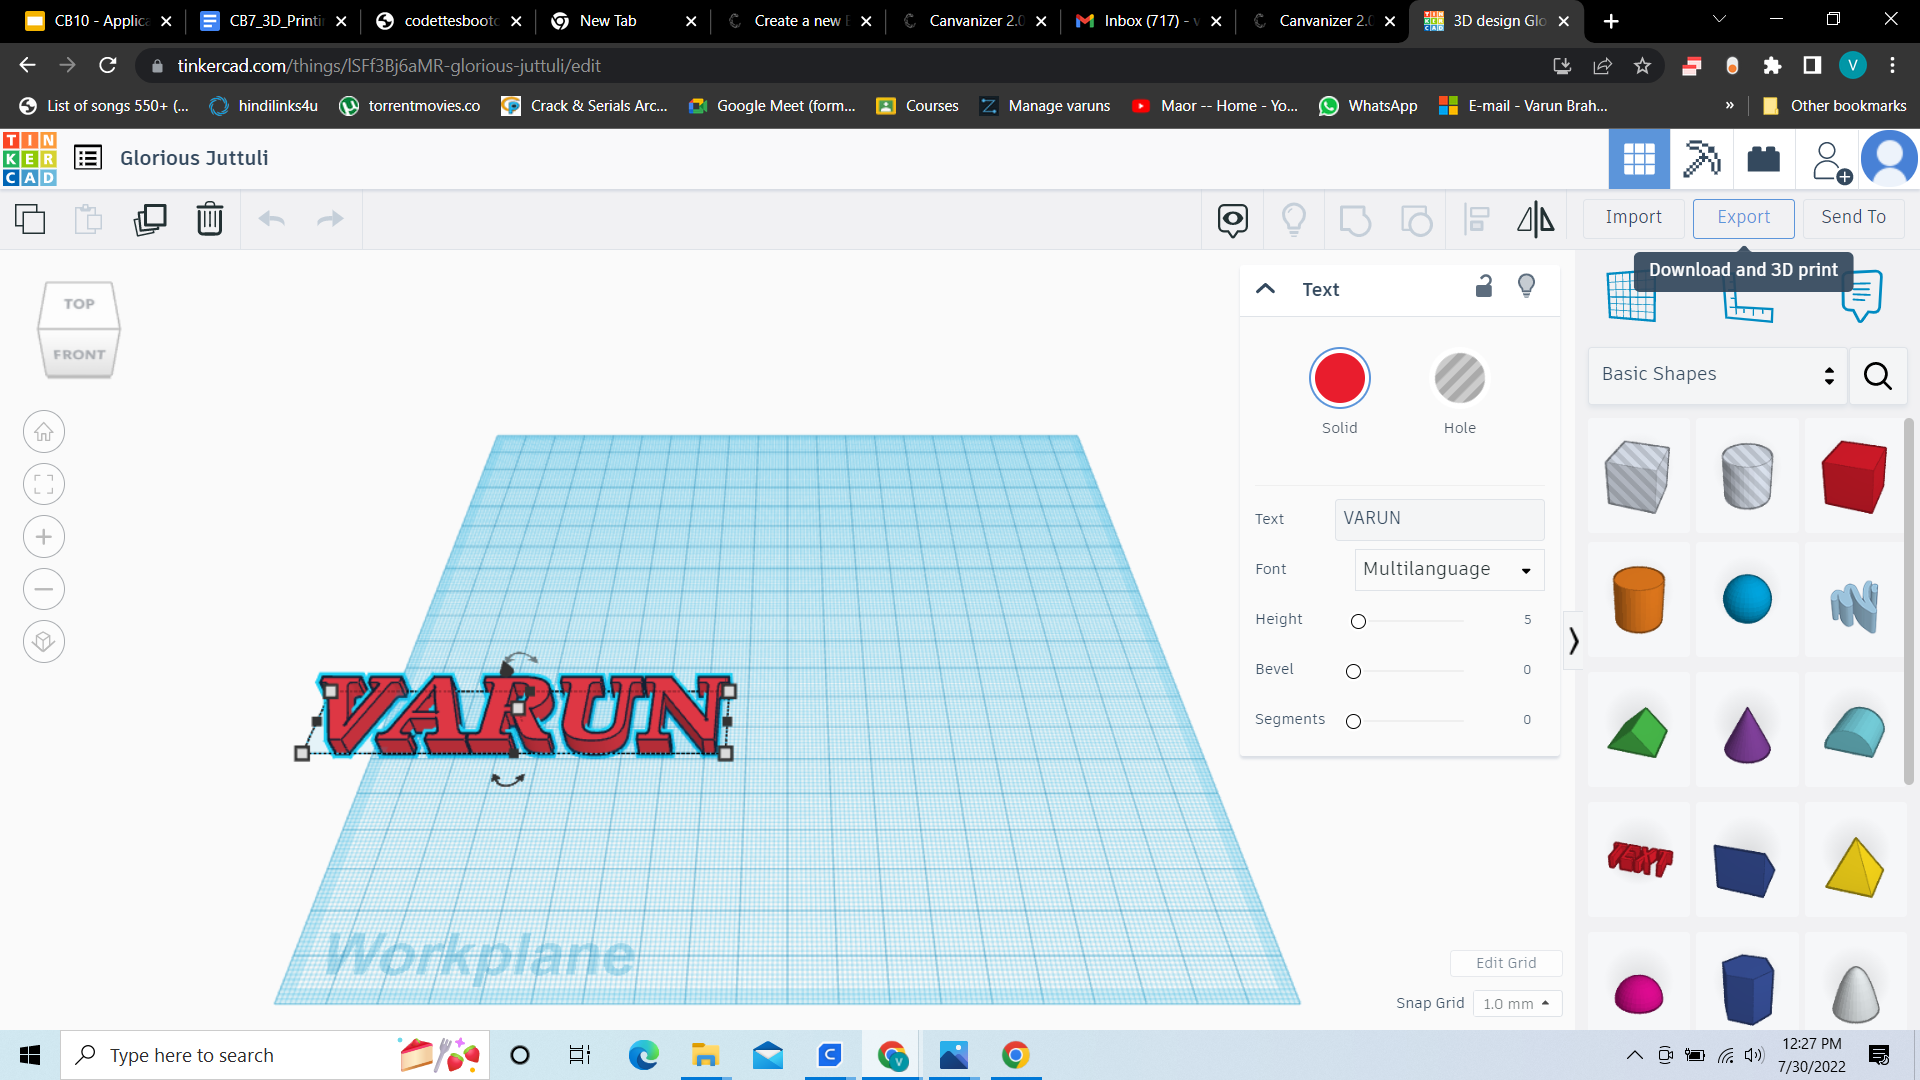 CB10 - Applica
CB7_3D_Printi
codettesbootc
New Tab
Create a new B
Canvanizer 2.0
Inbox (717) - v
Canvanizer 2.0
3D design Glo
tinkercad.com/things/lSFf3Bj6aMR-glorious-juttuli/edit
V
List of songs 550+ (...
hindilinks4u
torrentmovies.co
Crack & Serials Arc...
Google Meet (form...
Courses
Manage varuns
Maor -- Home - Yo...
WhatsApp
E-mail - Varun Brah...
»
Other bookmarks
TIN
KER
CAD
Glorious Juttuli
Import
Export
Send To
Download and 3D print
TOP
FRONT
Text
Solid
Hole
Text
VARUN
Font
Multilanguage
Height
5
Bevel
0
Segments
0
Basic Shapes
VARUN
TEXT
Workplane
Edit Grid
Snap Grid
1.0 mm
Type here to search
12:27 PM
7/30/2022